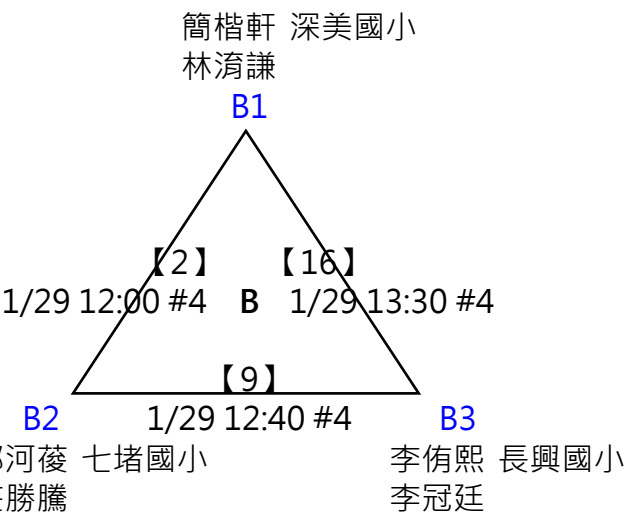 簡楷軒 深美國小
林淯謙
B1
【2】 【16】
1/29 12:00 #4 B 1/29 13:30 #4
【9】
B2 1/29 12:40 #4 B3
河葰 七堵國小 李侑熙 長興國小
勝騰 李冠廷